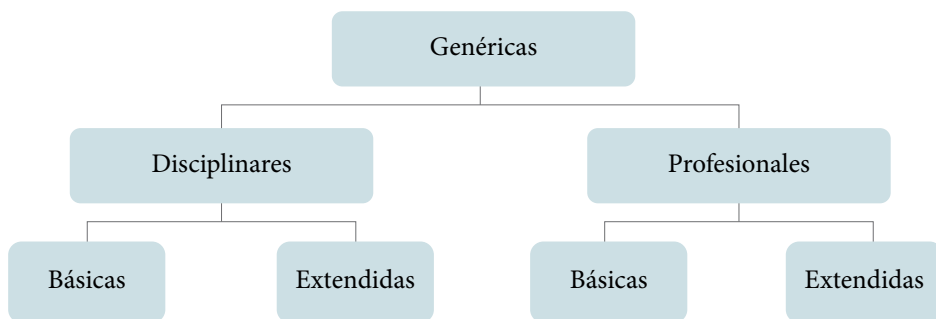 Genéricas
Disciplinares
Profesionales
Básicas
Extendidas
Básicas
Extendidas